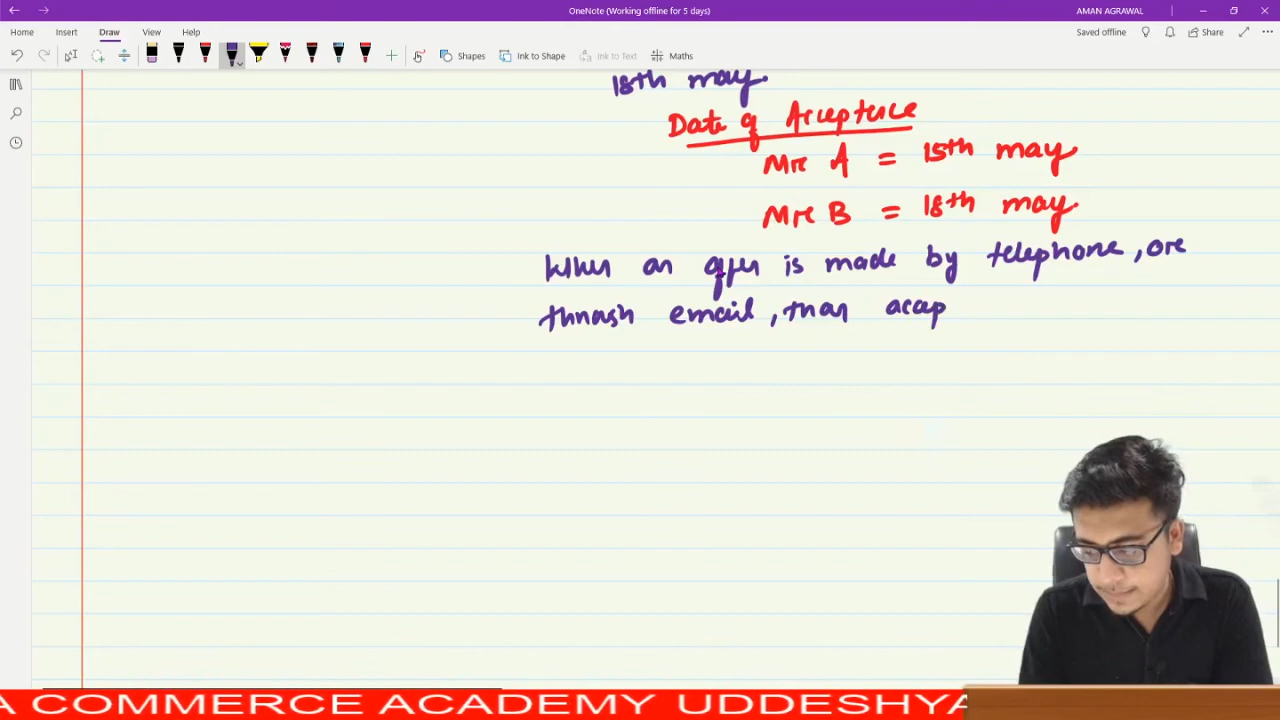 OneNote (Working offline for 5 days)
AMAN AGRAWAL
Home Insert Draw View Help
Saved offline Share
Shapes Ink to Shape Ink to Text Maths
18th may.
Date of Acceptence
Mr A = 15th may
Mr B = 18th may.
When an offer is made by telephone, or
through email, than accep
A COMMERCE ACADEMY UDDESHYA